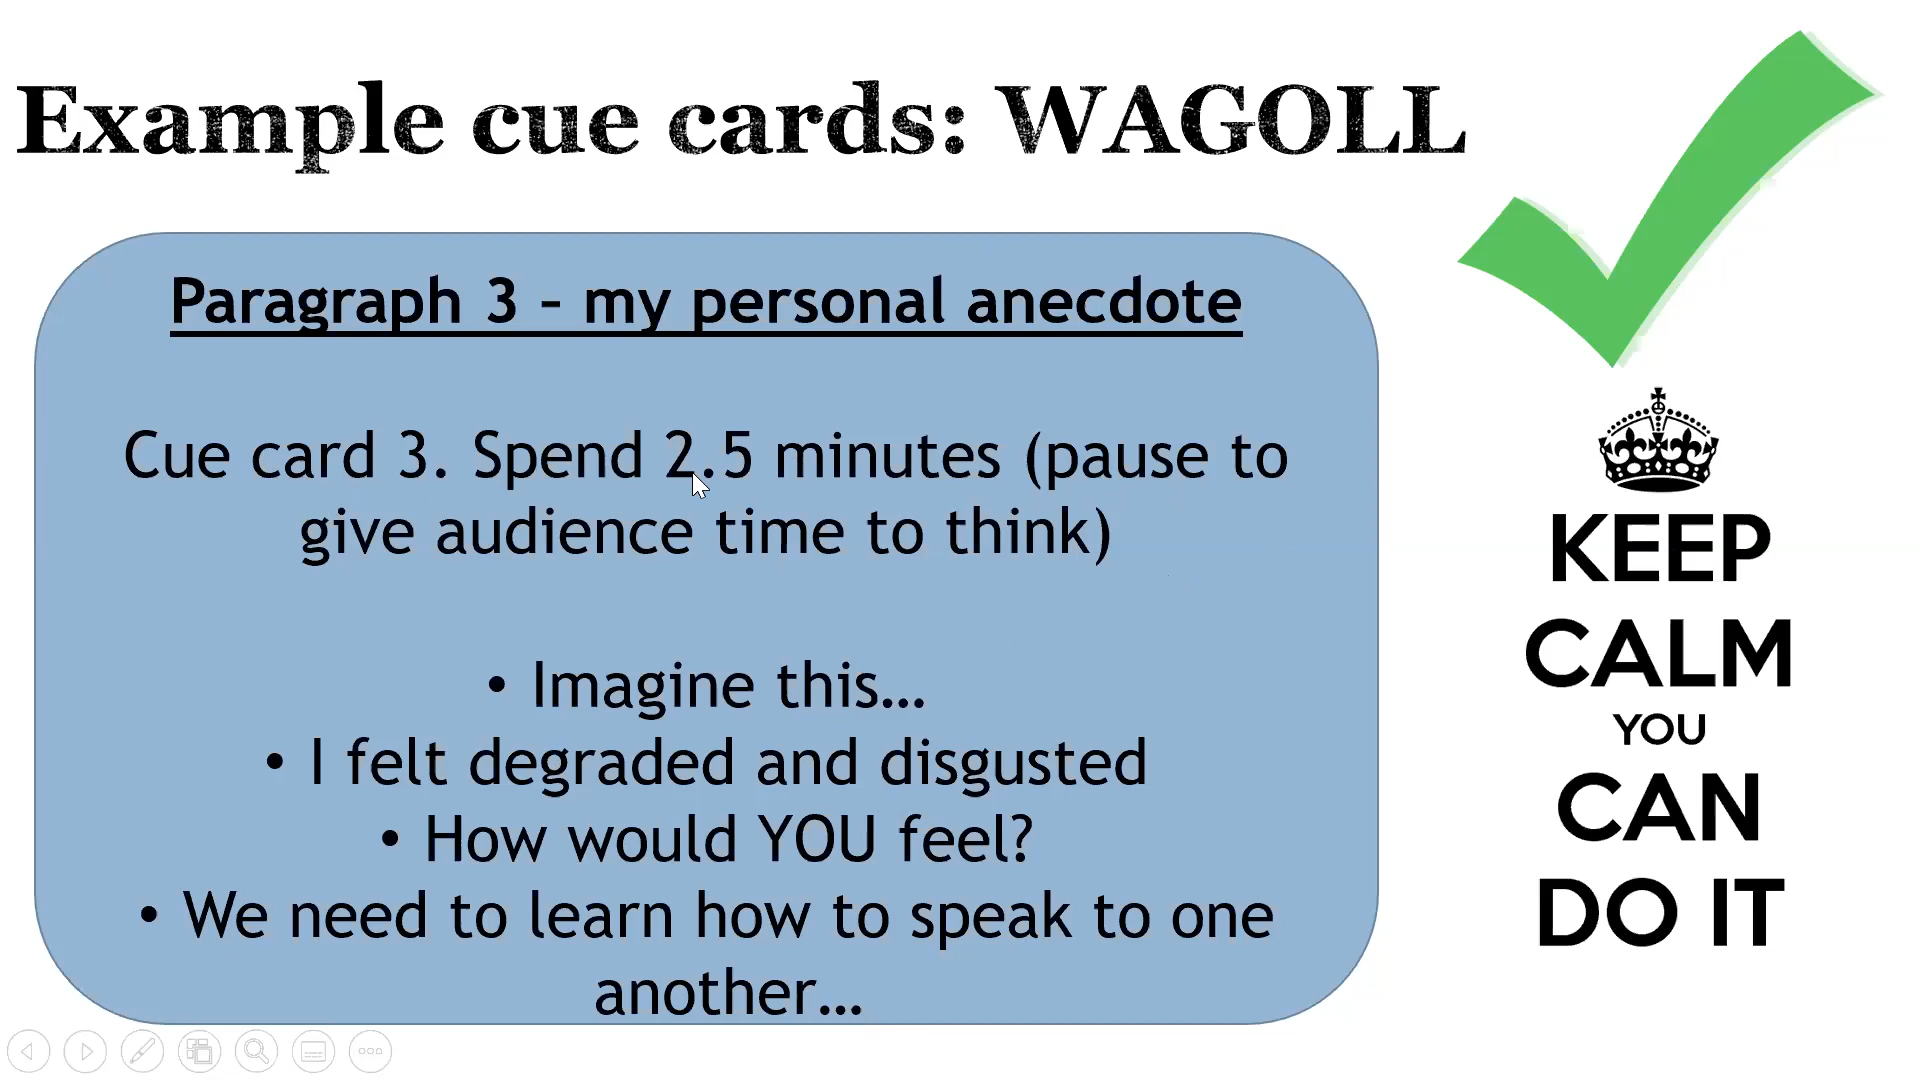 Example cue cards: WAGOLL
Paragraph 3 – my personal anecdote
Cue card 3. Spend 2.5 minutes (pause to
give audience time to think)
• Imagine this…
• I felt degraded and disgusted
• How would YOU feel?
• We need to learn how to speak to one
another…
KEEP
CALM
YOU
CAN
DO IT